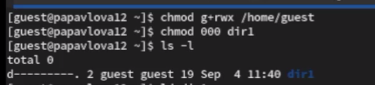 [guest@papavlova12 ~]$ chmod g+rwx /home/guest
[guest@papavlova12 ~]$ chmod 000 dir1
[guest@papavlova12 ~]$ ls -l
total 0
d---------. 2 guest guest 19 Sep  4 11:40 dir1